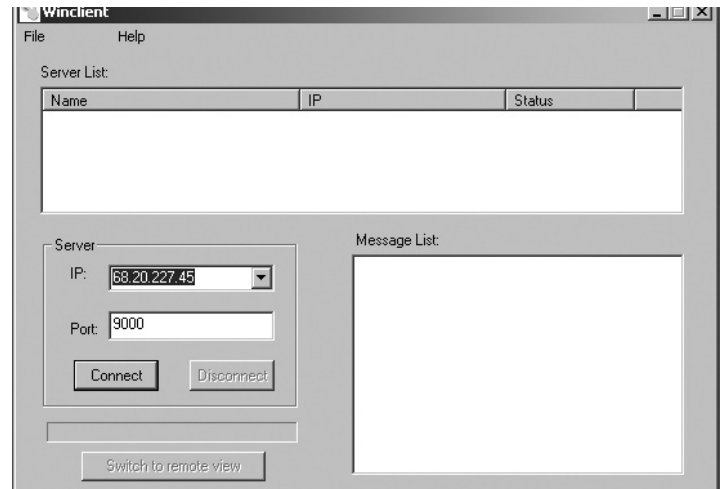 Winclient
File Help
Server List:
Name IP Status
Server
IP: 68.20.227.45
Port: 9000
Connect Disconnect
Switch to remote view
Message List: